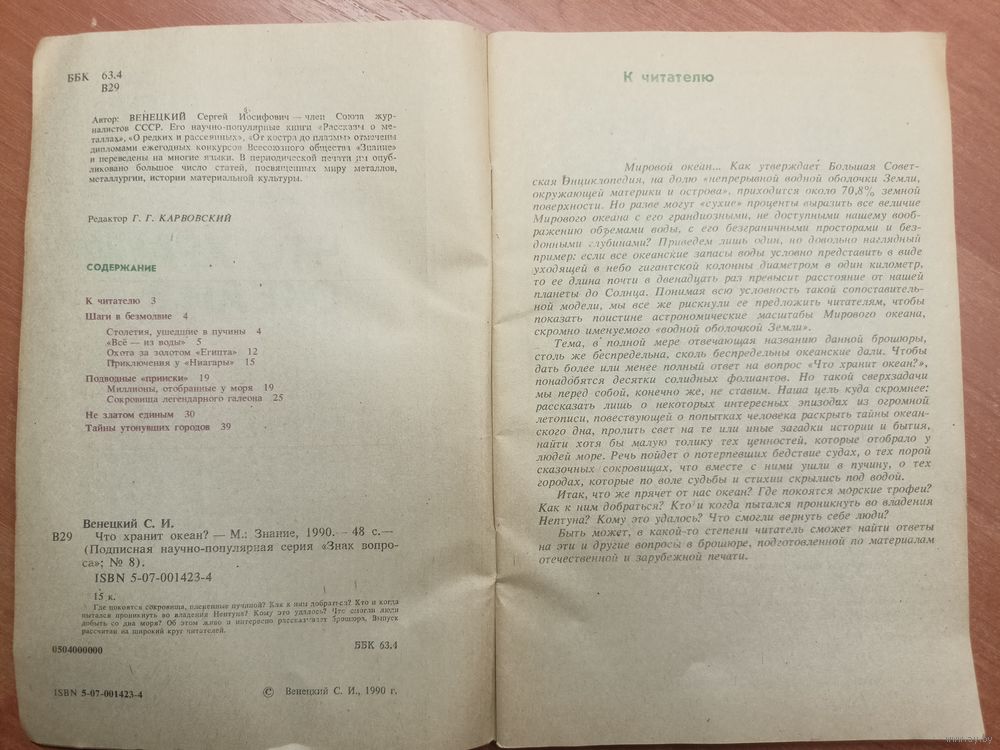 ББК 63.4
В29
Автор: ВЕНЕЦКИЙ Сергей Иосифович — член Союза жур-
налистов СССР. Его научно-популярные книги «Рассказы о ме-
таллах», «О редких и рассеянных», «От костра до плазмы» отмечены
дипломами ежегодных конкурсов Всесоюзного общества «Знание»
и переведены на многие языки. В периодической печати им опуб-
ликовано большое число статей, посвященных миру металлов,
металлургии, истории материальной культуры.
Редактор Г. Г. КАРВОВСКИЙ
СОДЕРЖАНИЕ
К читателю 3
Шаги в безмолвие 4
Столетия, ушедшие в пучины 4
«Всё — из воды» 5
Охота за золотом «Египта» 12
Приключения у «Ниагары» 15
Подводные «прииски» 19
Миллионы, отобранные у моря 19
Сокровища легендарного галеона 25
Не златом единым 30
Тайны утонувших городов 39
Венецкий С. И.
В29 Что хранит океан? — М.: Знание, 1990. — 48 с.—
(Подписная научно-популярная серия «Знак вопро-
са»; № 8).
ISBN 5-07-001423-4
15 к.
Где покоятся сокровища, плененные пучиной? Как к ним добраться? Кто и когда
пытался проникнуть во владения Нептуна? Кому это удалось? Что смогли люди
добыть со дна моря? Об этом живо и интересно рассказывает брошюра. Выпуск
рассчитан на широкий круг читателей.
0504000000 ББК 63.4
ISBN 5-07-001423-4 © Венецкий С. И., 1990 г.
К читателю
Мировой океан... Как утверждает Большая Совет-
ская Энциклопедия, на долю «непрерывной водной оболочки Земли,
окружающей материки и острова», приходится около 70,8% земной
поверхности. Но разве могут «сухие» проценты выразить все величие
Мирового океана с его грандиозными, не доступными нашему вооб-
ражению объемами воды, с его безграничными просторами и без-
донными глубинами? Приведем лишь один, но довольно наглядный
пример: если все океанские запасы воды условно представить в виде
уходящей в небо гигантской колонны диаметром в один километр,
то ее длина почти в двенадцать раз превысит расстояние от нашей
планеты до Солнца. Понимая всю условность такой сопоставитель-
ной модели, мы все же рискнули ее предложить читателям, чтобы
показать поистине астрономические масштабы Мирового океана,
скромно именуемого «водной оболочкой Земли».
Тема, в полной мере отвечающая названию данной брошюры,
столь же беспредельна, сколь беспредельны океанские дали. Чтобы
дать более или менее полный ответ на вопрос «Что хранит океан?»,
понадобятся десятки солидных фолиантов. Но такой сверхзадачи
мы перед собой, конечно же, не ставим. Наша цель куда скромнее:
рассказать лишь о некоторых интересных эпизодах из огромной
летописи, повествующей о попытках человека раскрыть тайны океан-
ского дна, пролить свет на те или иные загадки истории и бытия,
найти хотя бы малую толику тех ценностей, которые отобрало у
людей море. Речь пойдет о потерпевших бедствие судах, о тех порой
сказочных сокровищах, что вместе с ними ушли в пучину, о тех
городах, которые по воле судьбы и стихии скрылись под водой.
Итак, что же прячет от нас океан? Где покоятся морские трофеи?
Как к ним добраться? Кто и когда пытался проникнуть во владения
Нептуна? Кому это удалось? Что смогли вернуть себе люди?
Быть может, в какой-то степени читатель сможет найти ответы
на эти и другие вопросы в брошюре, подготовленной по материалам
отечественной и зарубежной печати.